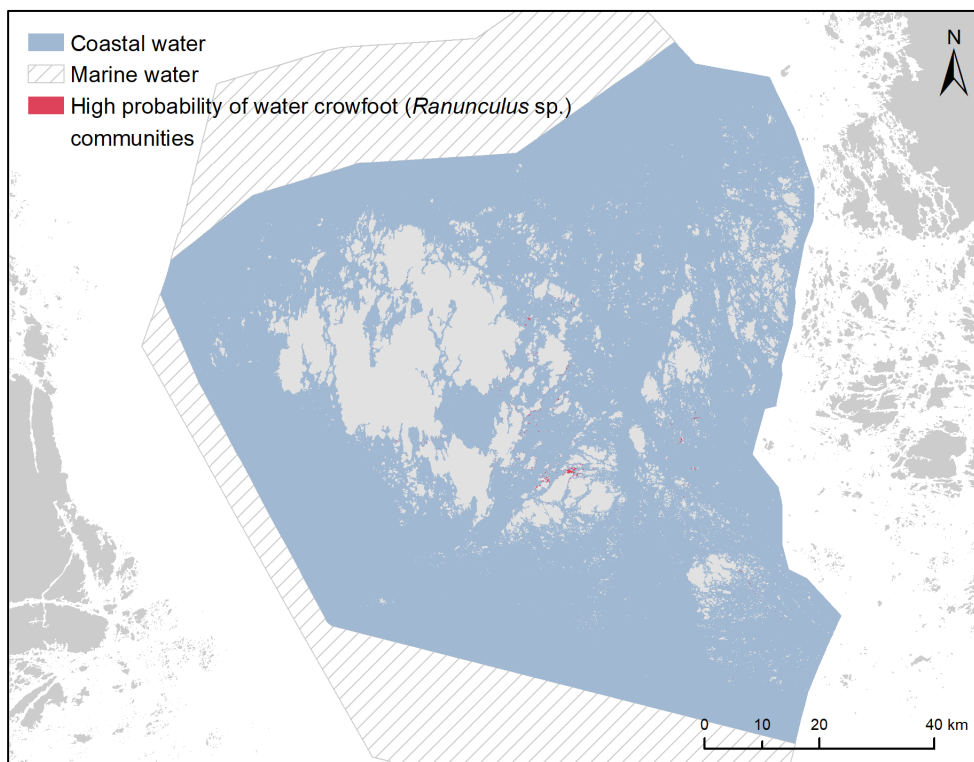 Coastal water
Marine water
High probability of water crowfoot (Ranunculus sp.)
communities
N
0 10 20 40 km